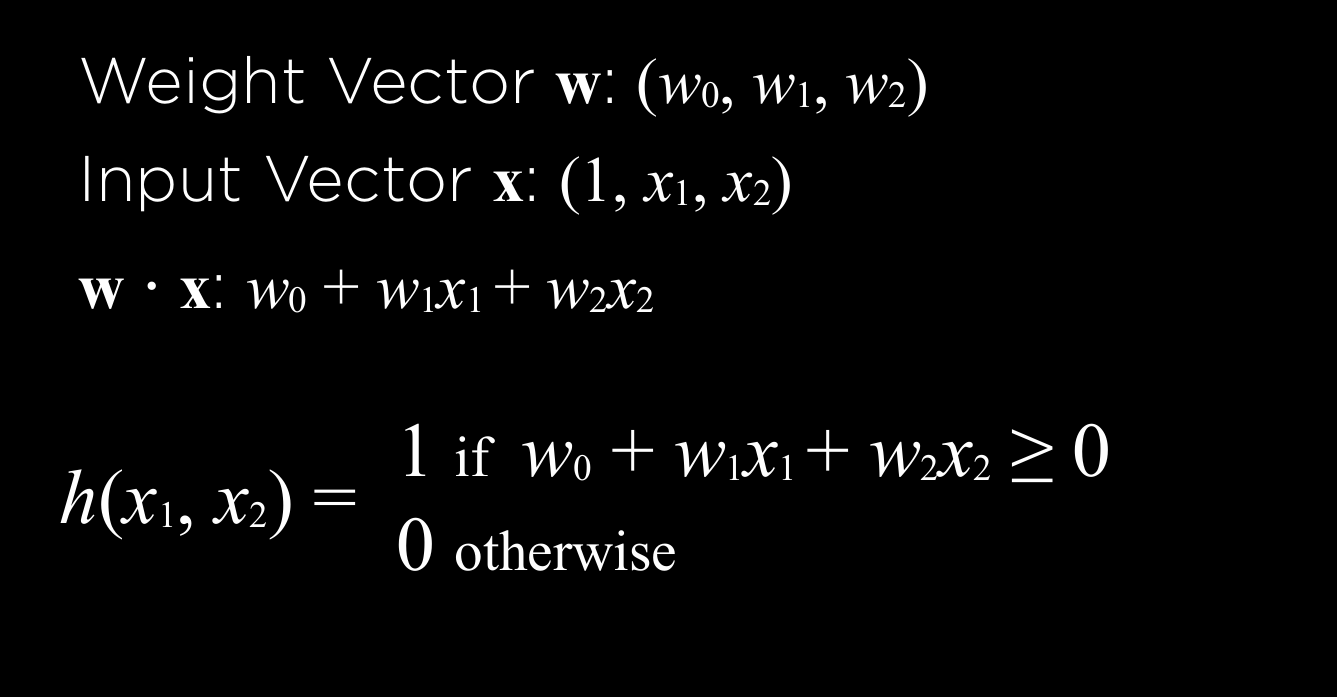 Weight Vector w: (w₀, w₁, w₂)
Input Vector x: (1, x₁, x₂)
w · x: w₀ + w₁x₁ + w₂x₂
1 if w₀ + w₁x₁ + w₂x₂ ≥ 0
h(x₁, x₂) =
0 otherwise